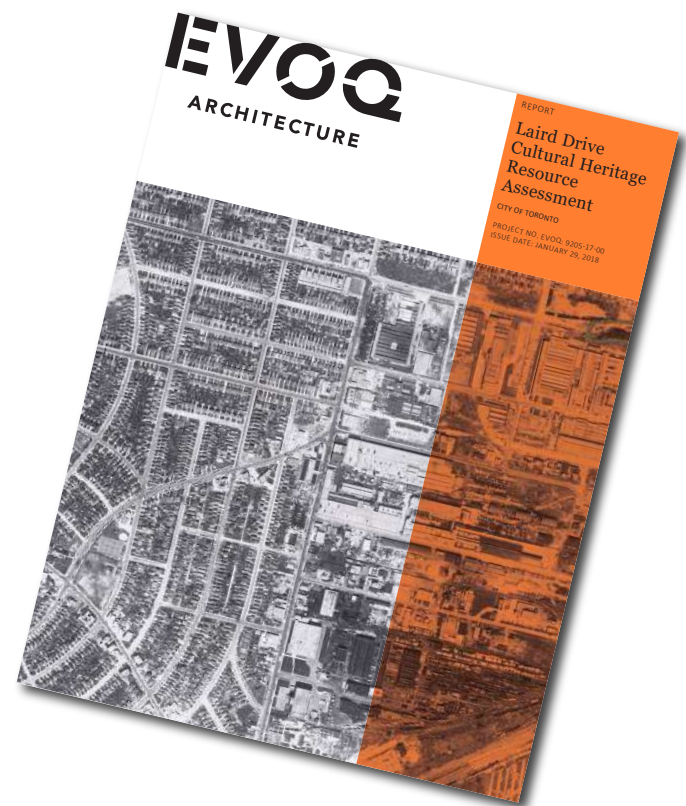 EVOQ
ARCHITECTURE
REPORT
Laird Drive
Cultural Heritage
Resource
Assessment
CITY OF TORONTO
PROJECT NO. EVOQ: 9205-17-00
ISSUE DATE: JANUARY 29, 2018